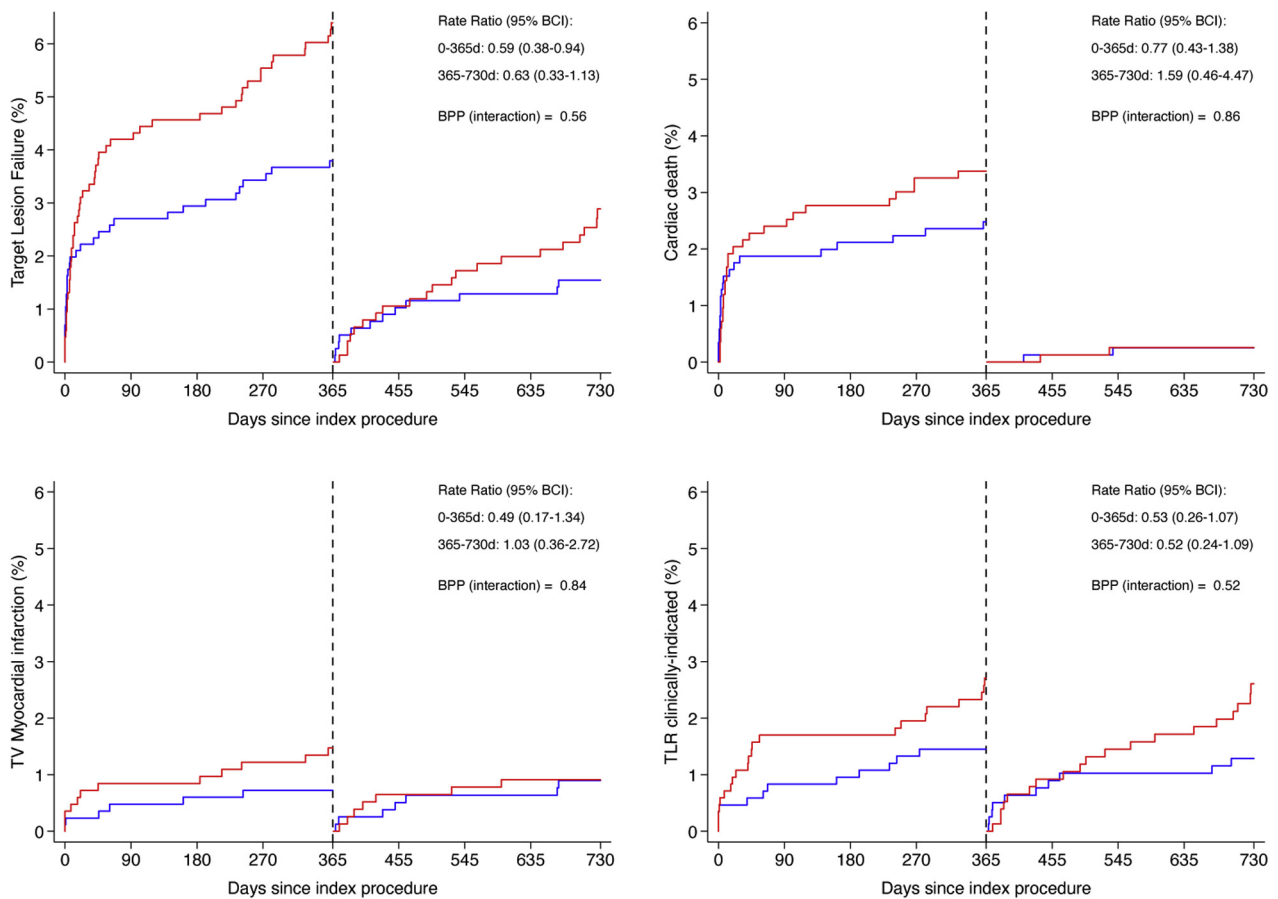 Rate Ratio (95% BCI):
0-365d: 0.59 (0.38-0.94)
365-730d: 0.63 (0.33-1.13)
BPP (interaction) = 0.56
Target Lesion Failure (%)
6
5
4
3
2
1
0
0 90 180 270 365 455 545 635 730
Days since index procedure
Rate Ratio (95% BCI):
0-365d: 0.77 (0.43-1.38)
365-730d: 1.59 (0.46-4.47)
BPP (interaction) = 0.86
Cardiac death (%)
6
5
4
3
2
1
0
0 90 180 270 365 455 545 635 730
Days since index procedure
Rate Ratio (95% BCI):
0-365d: 0.49 (0.17-1.34)
365-730d: 1.03 (0.36-2.72)
BPP (interaction) = 0.84
TV Myocardial infarction (%)
6
5
4
3
2
1
0
0 90 180 270 365 455 545 635 730
Days since index procedure
Rate Ratio (95% BCI):
0-365d: 0.53 (0.26-1.07)
365-730d: 0.52 (0.24-1.09)
BPP (interaction) = 0.52
TLR clinically-indicated (%)
6
5
4
3
2
1
0
0 90 180 270 365 455 545 635 730
Days since index procedure